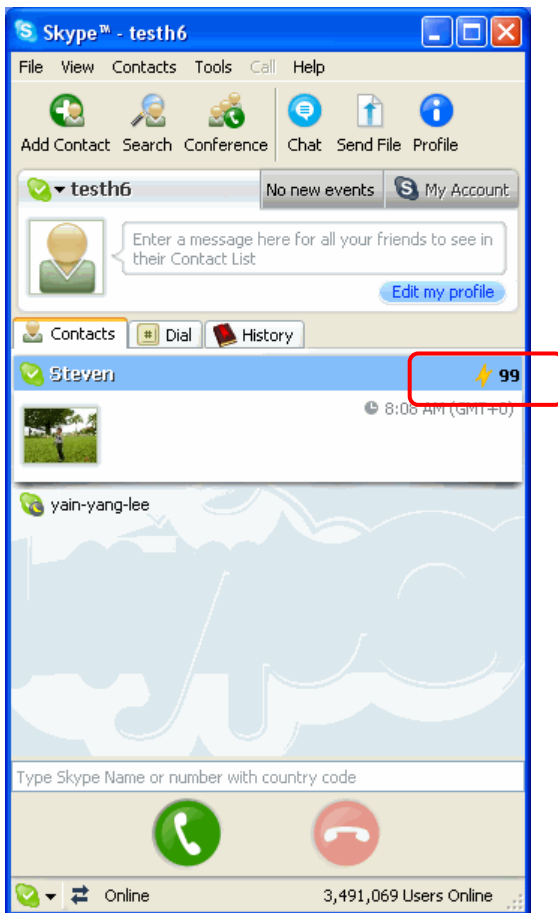 Skype™ - testh6
File View Contacts Tools Call Help
Add Contact Search Conference Chat Send File Profile
testh6 No new events My Account
Enter a message here for all your friends to see in
their Contact List
Edit my profile
Contacts # Dial History
Steven 99
8:08 AM (GMT+0)
yain-yang-lee
Type Skype Name or number with country code
Online 3,491,069 Users Online